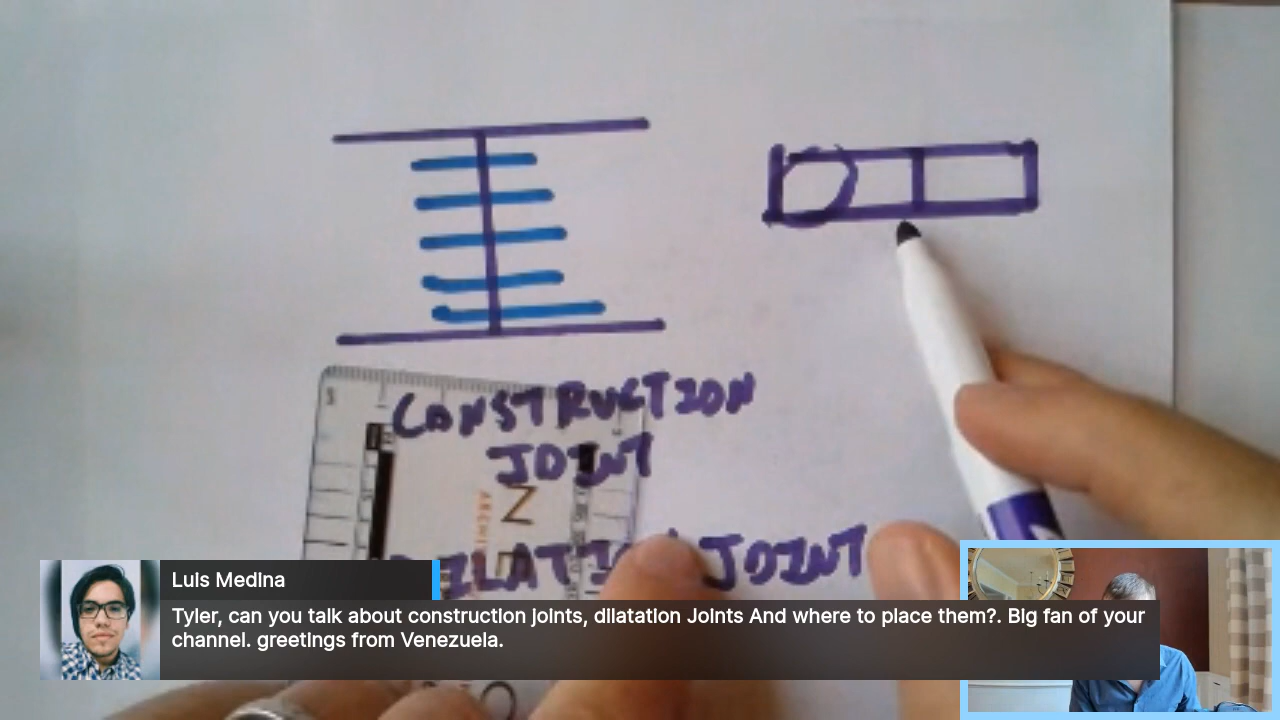 CONSTRUCTION
JOINT
DILATION JOINT
Luis Medina
Tyler, can you talk about construction joints, dilatation Joints And where to place them?. Big fan of your
channel. greetings from Venezuela.